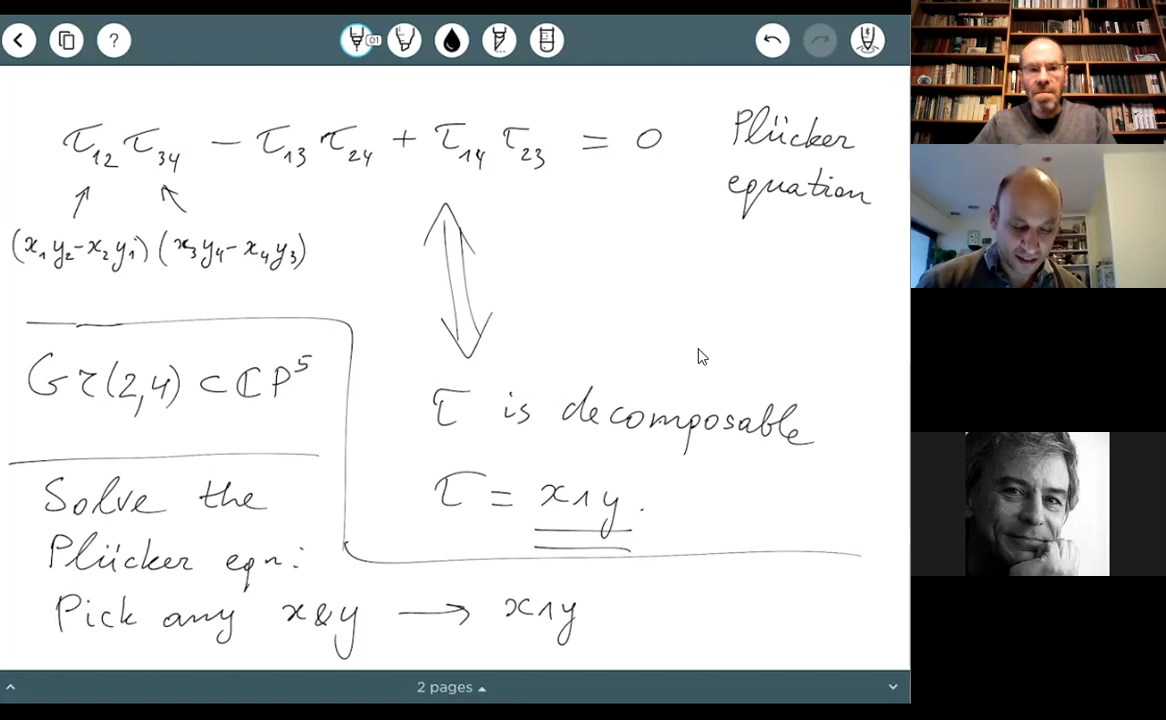 τ₁₂ τ₃₄ − τ₁₃ τ₂₄ + τ₁₄ τ₂₃ = 0
Plücker
equation
(x₁y₂−x₂y₁) (x₃y₄−x₄y₃)
Gr(2,4) ⊂ ℂP⁵
τ is decomposable
τ = x∧y.
Solve the
Plücker eqn:
Pick any x&y → x∧y
2 pages